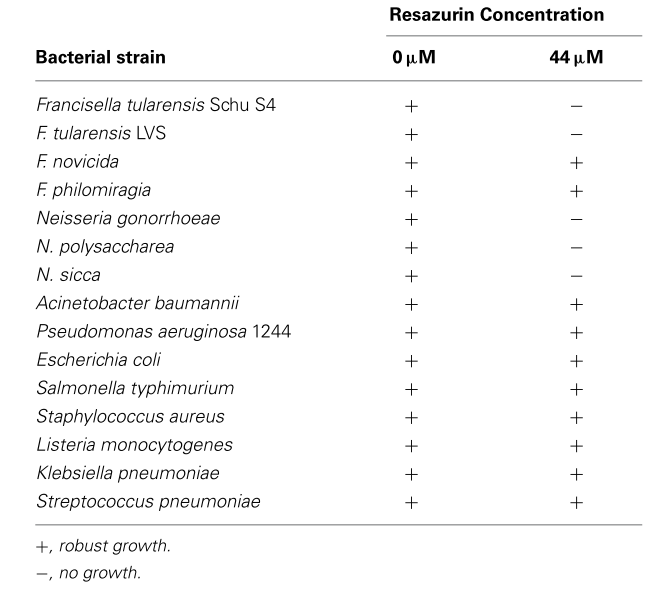 Resazurin Concentration
Bacterial strain 0 μM 44 μM
Francisella tularensis Schu S4 + −
F. tularensis LVS + −
F. novicida + +
F. philomiragia + +
Neisseria gonorrhoeae + −
N. polysaccharea + −
N. sicca + −
Acinetobacter baumannii + +
Pseudomonas aeruginosa 1244 + +
Escherichia coli + +
Salmonella typhimurium + +
Staphylococcus aureus + +
Listeria monocytogenes + +
Klebsiella pneumoniae + +
Streptococcus pneumoniae + +
+, robust growth.
−, no growth.